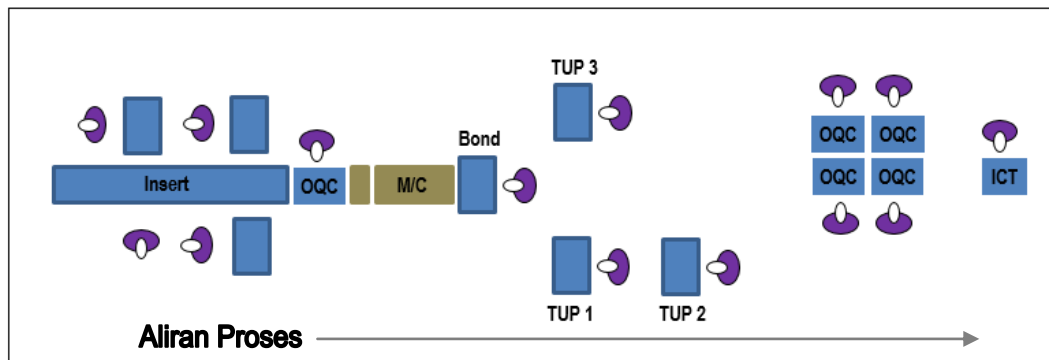 TUP 3
Bond
OQC OQC
Insert OQC M/C OQC OQC ICT
TUP 1 TUP 2
Aliran Proses